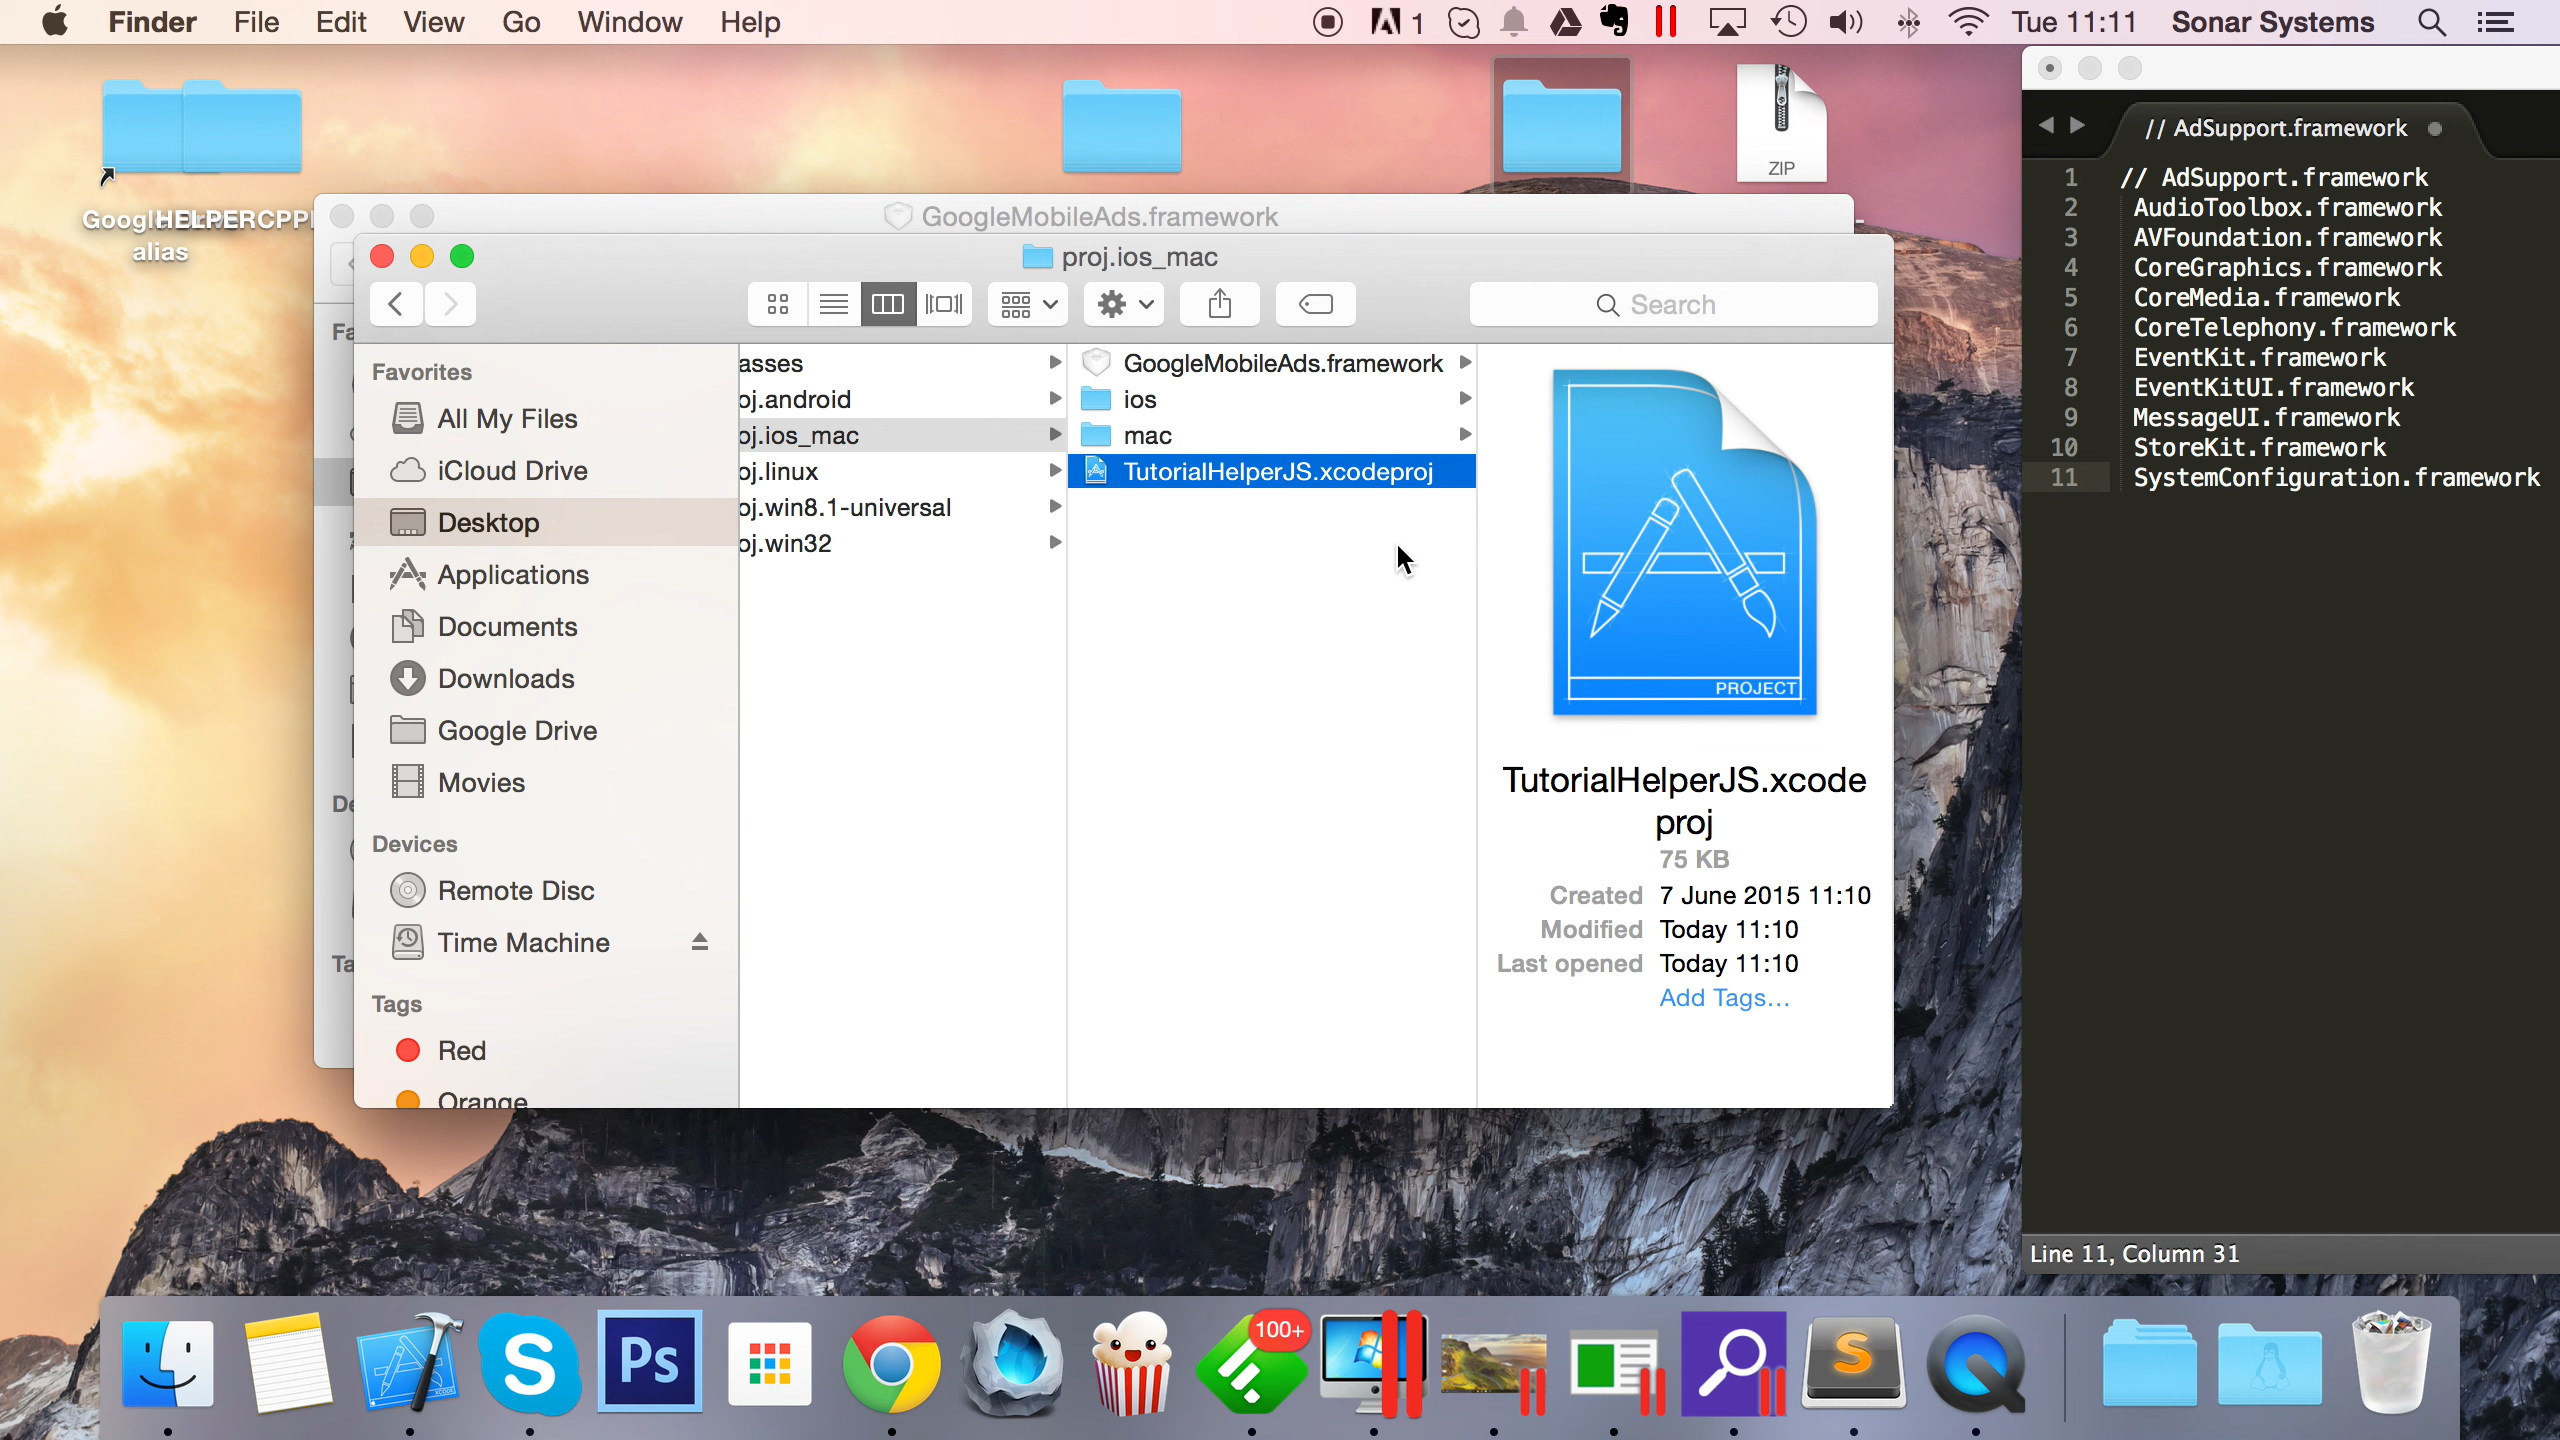 Finder File Edit View Go Window Help
1 Tue 11:11 Sonar Systems
ZIP
HELPERCPP
alias
GoogleMobileAds.framework
proj.ios_mac
Search
Favorites
All My Files
iCloud Drive
Desktop
Applications
Documents
Downloads
Google Drive
Movies
Devices
Remote Disc
Time Machine
Tags
Red
Orange
asses
oj.android
oj.ios_mac
oj.linux
oj.win8.1-universal
oj.win32
GoogleMobileAds.framework
ios
mac
TutorialHelperJS.xcodeproj
PROJECT
TutorialHelperJS.xcode
proj
75 KB
Created 7 June 2015 11:10
Modified Today 11:10
Last opened Today 11:10
Add Tags...
// AdSupport.framework
1 // AdSupport.framework
2 AudioToolbox.framework
3 AVFoundation.framework
4 CoreGraphics.framework
5 CoreMedia.framework
6 CoreTelephony.framework
7 EventKit.framework
8 EventKitUI.framework
9 MessageUI.framework
10 StoreKit.framework
11 SystemConfiguration.framework
Line 11, Column 31
Ps
100+